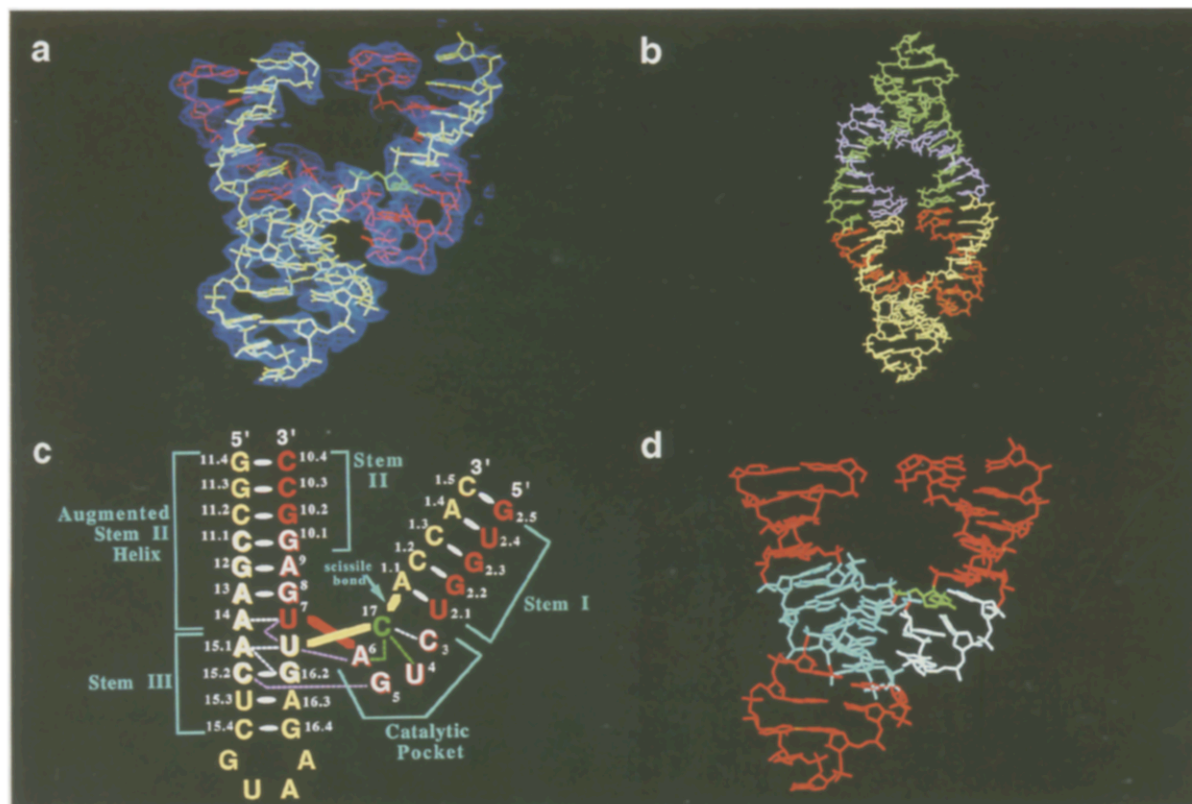 a
b
c
5' 3'
11.4 G C 10.4
Stem
II
11.3 G C 10.3
11.2 C G 10.2
11.1 C G 10.1
12 G A 9
13 A G 8
14 A U 7
15.1 A U
15.2 C G 16.2
15.3 U A 16.3
15.4 C G 16.4
G A
U A
Augmented
Stem II
Helix
Stem III
scissile
bond
3'
1.5 C
5'
G 2.5
1.4 A U 2.4
1.3 C G 2.3
1.2 C G 2.2
1.1 A U 2.1
Stem I
17 C
C 3
U 4
G 5
A 6
Catalytic
Pocket
d